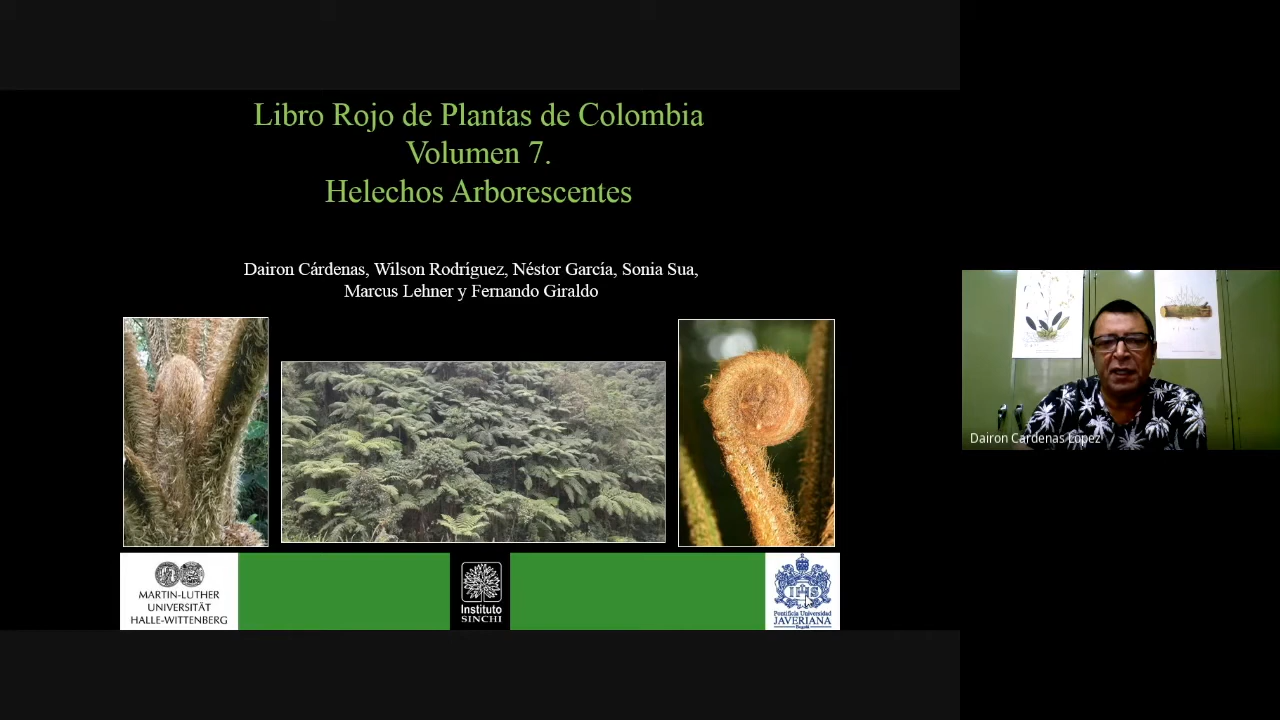 Libro Rojo de Plantas de Colombia
Volumen 7.
Helechos Arborescentes
Dairon Cárdenas, Wilson Rodríguez, Néstor García, Sonia Sua,
Marcus Lehner y Fernando Giraldo
MARTIN-LUTHER
UNIVERSITÄT
HALLE-WITTENBERG
Instituto
SINCHI
IHS
Pontificia Universidad
JAVERIANA
Bogotá
Dairon Cardenas Lopez